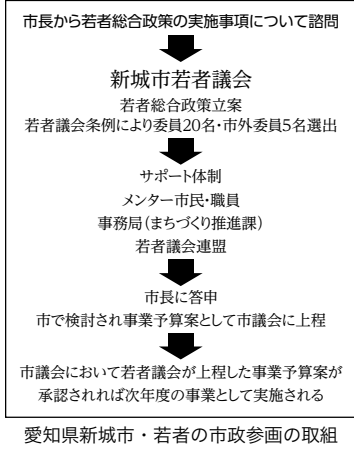 市長から若者総合政策の実施事項について諮問
新城市若者議会
若者総合政策立案
若者議会条例により委員20名・市外委員5名選出
サポート体制
メンター市民・職員
事務局(まちづくり推進課)
若者議会連盟
市長に答申
市で検討され事業予算案として市議会に上程
市議会において若者議会が上程した事業予算案が
承認されれば次年度の事業として実施される
愛知県新城市・若者の市政参画の取組